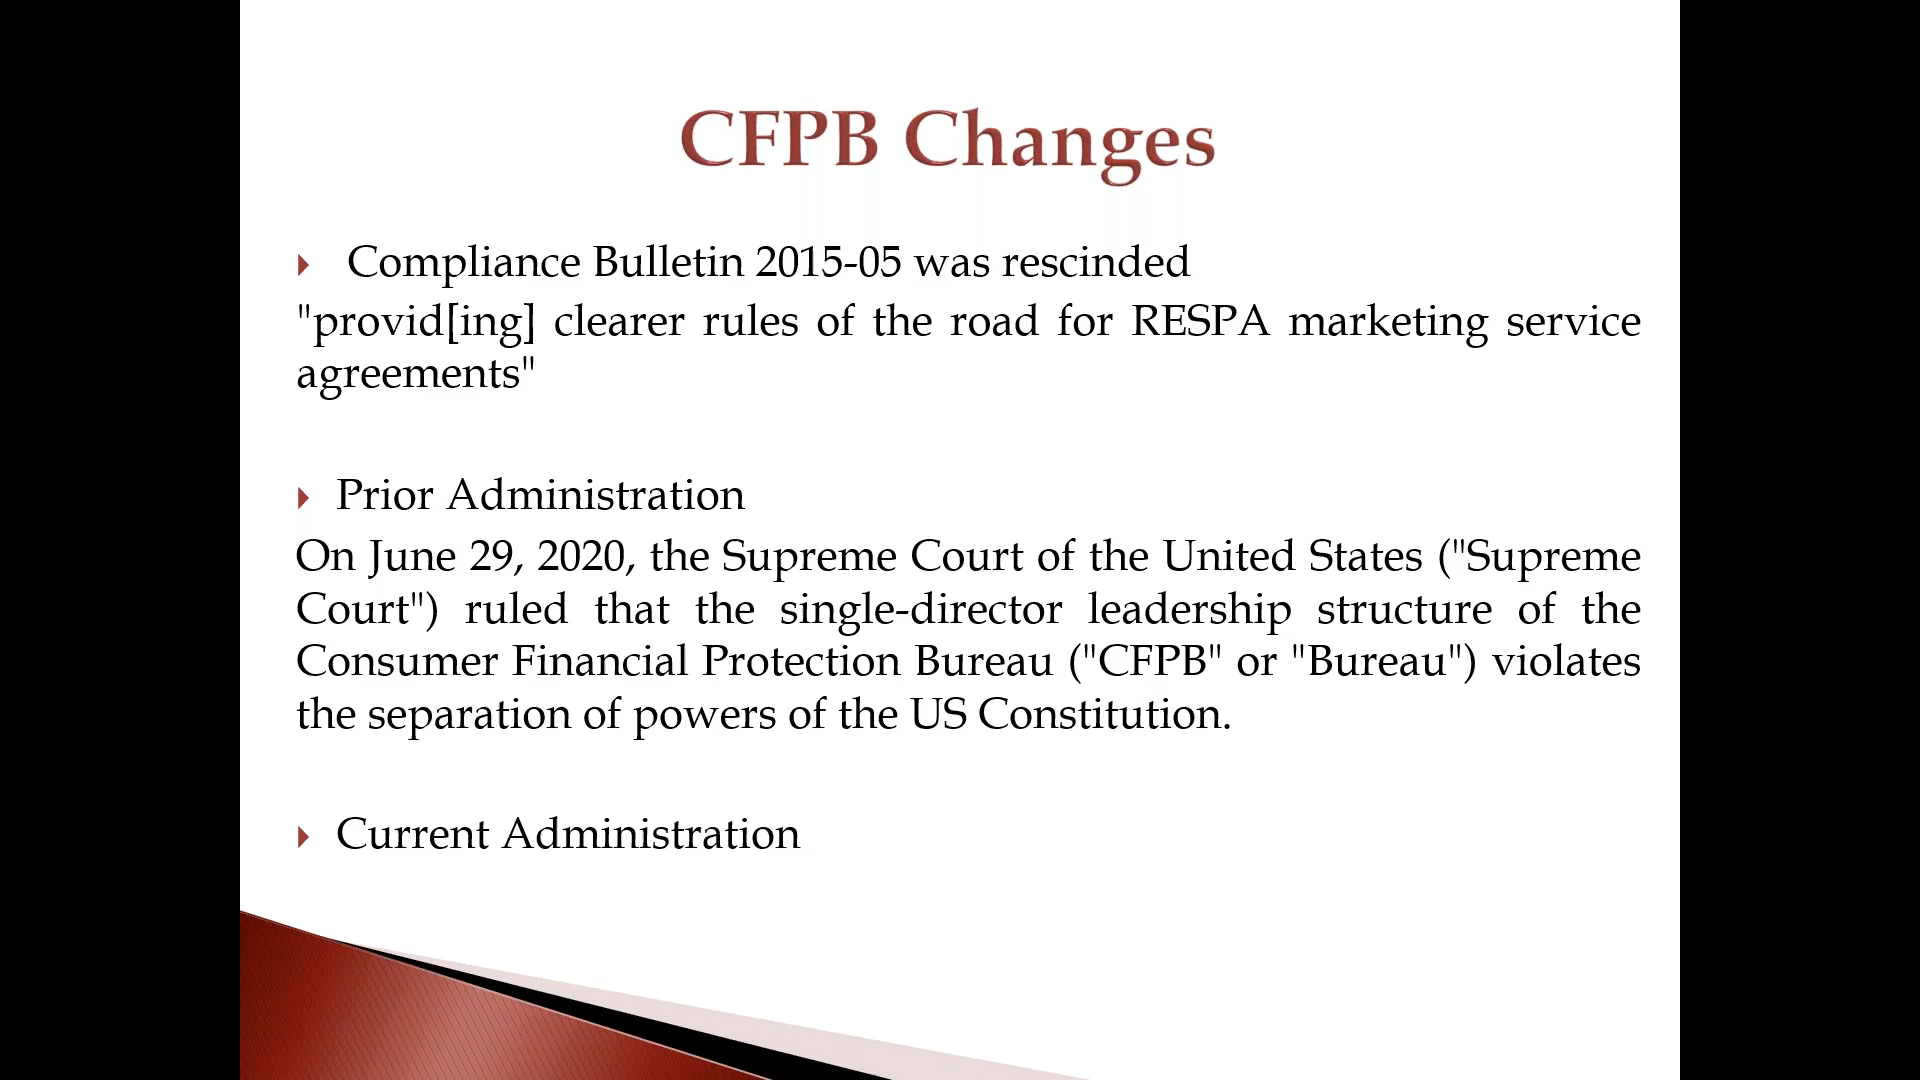 CFPB Changes
Compliance Bulletin 2015-05 was rescinded
"provid[ing] clearer rules of the road for RESPA marketing service
agreements"
Prior Administration
On June 29, 2020, the Supreme Court of the United States ("Supreme
Court") ruled that the single-director leadership structure of the
Consumer Financial Protection Bureau ("CFPB" or "Bureau") violates
the separation of powers of the US Constitution.
Current Administration